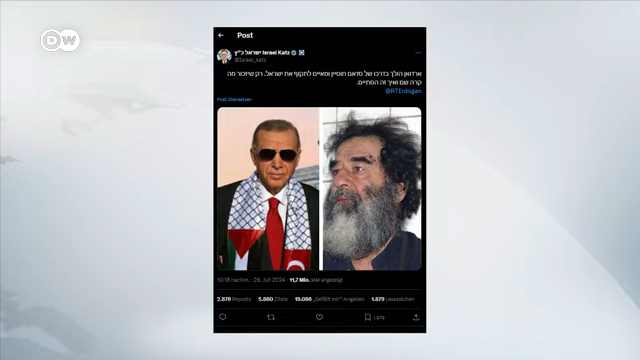 DW
Post
ישראל כ"ץ Israel Katz
@Israel_katz
ארדואן הולך בדרכו של סדאם חוסיין ומאיים לתקוף את ישראל. רק שיזכור מה
קרה שם ואיך זה הסתיים.
@RTErdogan
Post übersetzen
10:18 nachm. · 28. Juli 2024 · 11,7 Mio. Mal angezeigt
2.876 Reposts 5.880 Zitate 19.086 „Gefällt mir“-Angaben 1.879 Lesezeichen
1.879